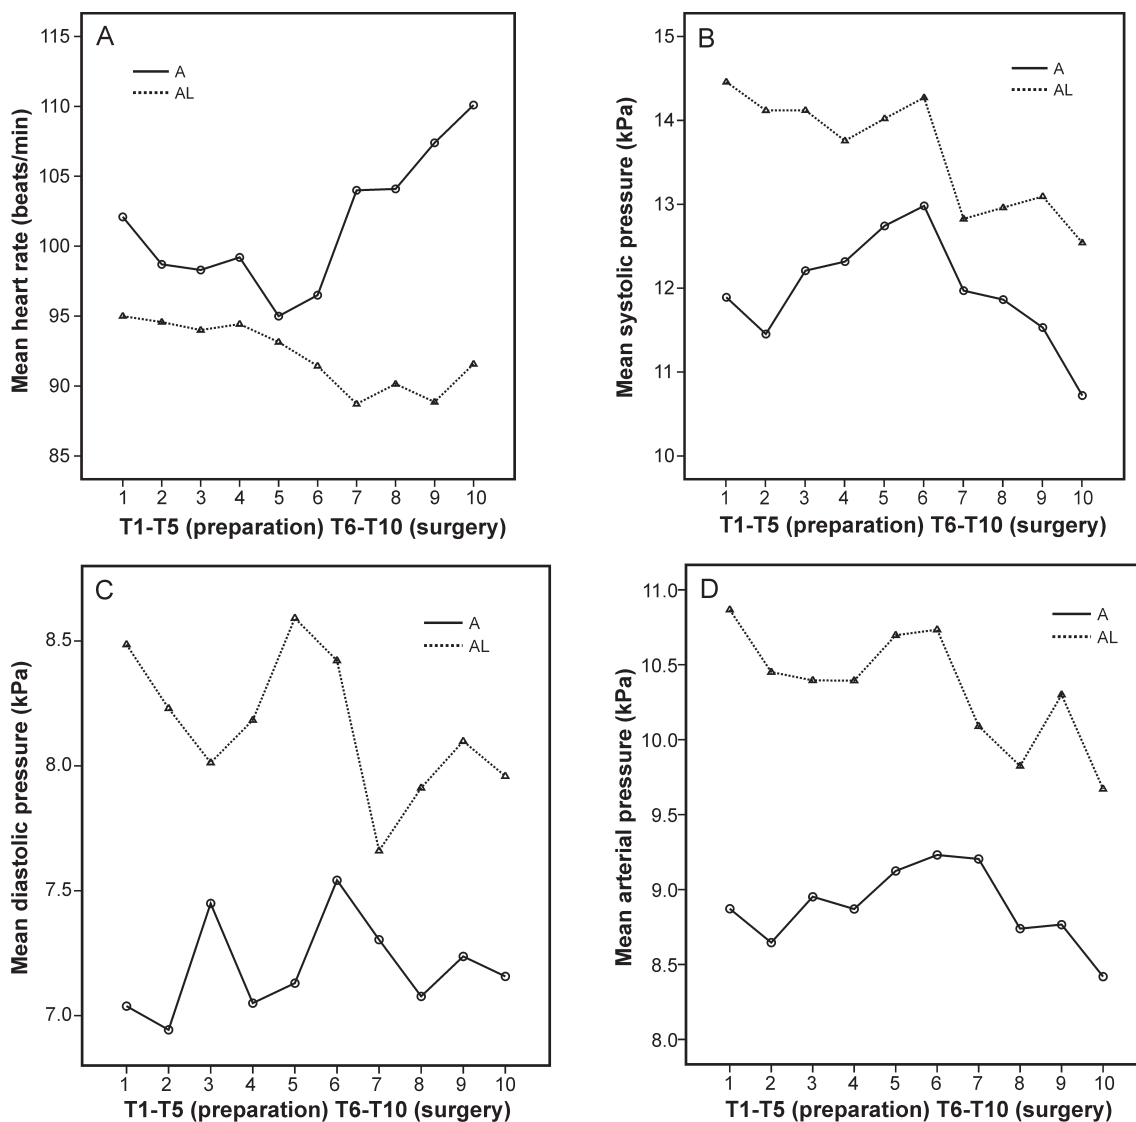 A
A
AL
Mean heart rate (beats/min)
115
110
105
100
95
90
85
1 2 3 4 5 6 7 8 9 10
T1-T5 (preparation) T6-T10 (surgery)
B
A
AL
Mean systolic pressure (kPa)
15
14
13
12
11
10
1 2 3 4 5 6 7 8 9 10
T1-T5 (preparation) T6-T10 (surgery)
C
A
AL
Mean diastolic pressure (kPa)
8.5
8.0
7.5
7.0
1 2 3 4 5 6 7 8 9 10
T1-T5 (preparation) T6-T10 (surgery)
D
A
AL
Mean arterial pressure (kPa)
11.0
10.5
10.0
9.5
9.0
8.5
8.0
1 2 3 4 5 6 7 8 9 10
T1-T5 (preparation) T6-T10 (surgery)